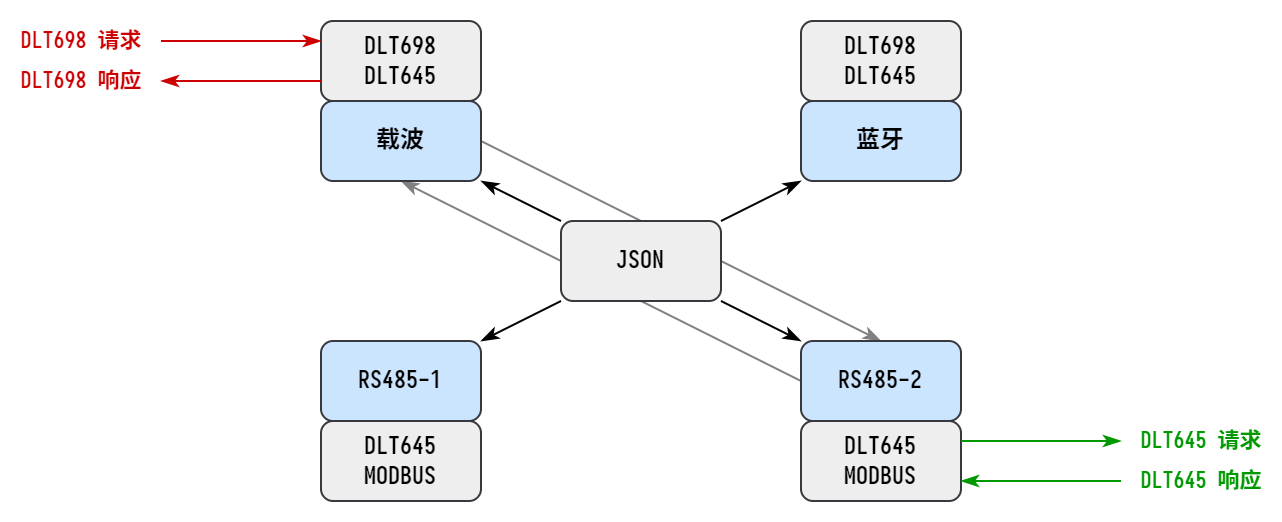 DLT698 请求
DLT698 响应
DLT698
DLT645
载波
DLT698
DLT645
蓝牙
JSON
RS485-1
DLT645
MODBUS
RS485-2
DLT645
MODBUS
DLT645 请求
DLT645 响应